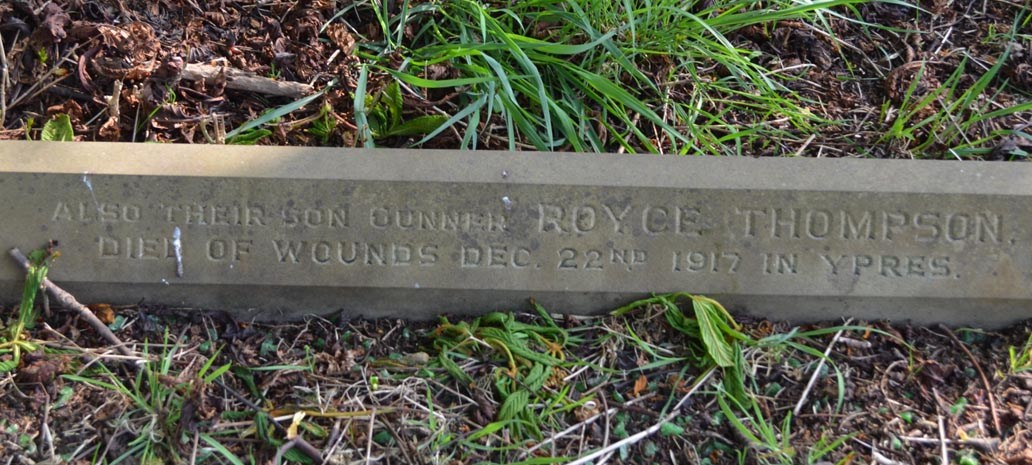 ALSO THEIR SON GUNNER ROYCE THOMPSON.
DIED OF WOUNDS DEC. 22ND 1917 IN YPRES.